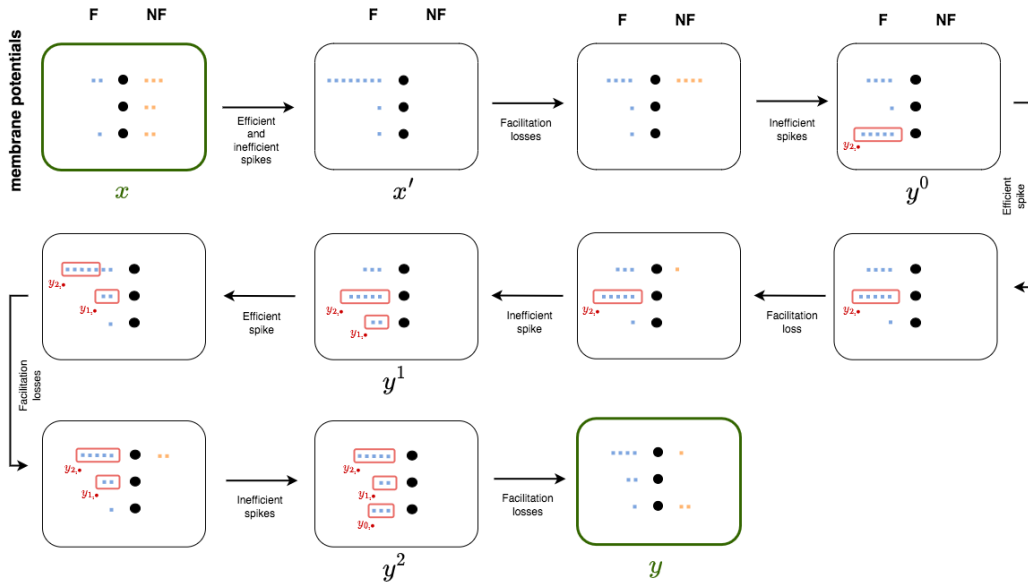 F NF F NF F NF F NF
membrane potentials
Efficient
and
inefficient
spikes
Facilitation
losses
Inefficient
spikes
y₂,•
x
x′
y⁰
Efficient
spike
y₂,•
y₁,•
Efficient
spike
y₂,•
y₁,•
Inefficient
spike
y₂,•
Facilitation
loss
y₂,•
y¹
Facilitation
losses
y₂,•
y₁,•
Inefficient
spikes
y₂,•
y₁,•
y₀,•
Facilitation
losses
y²
y